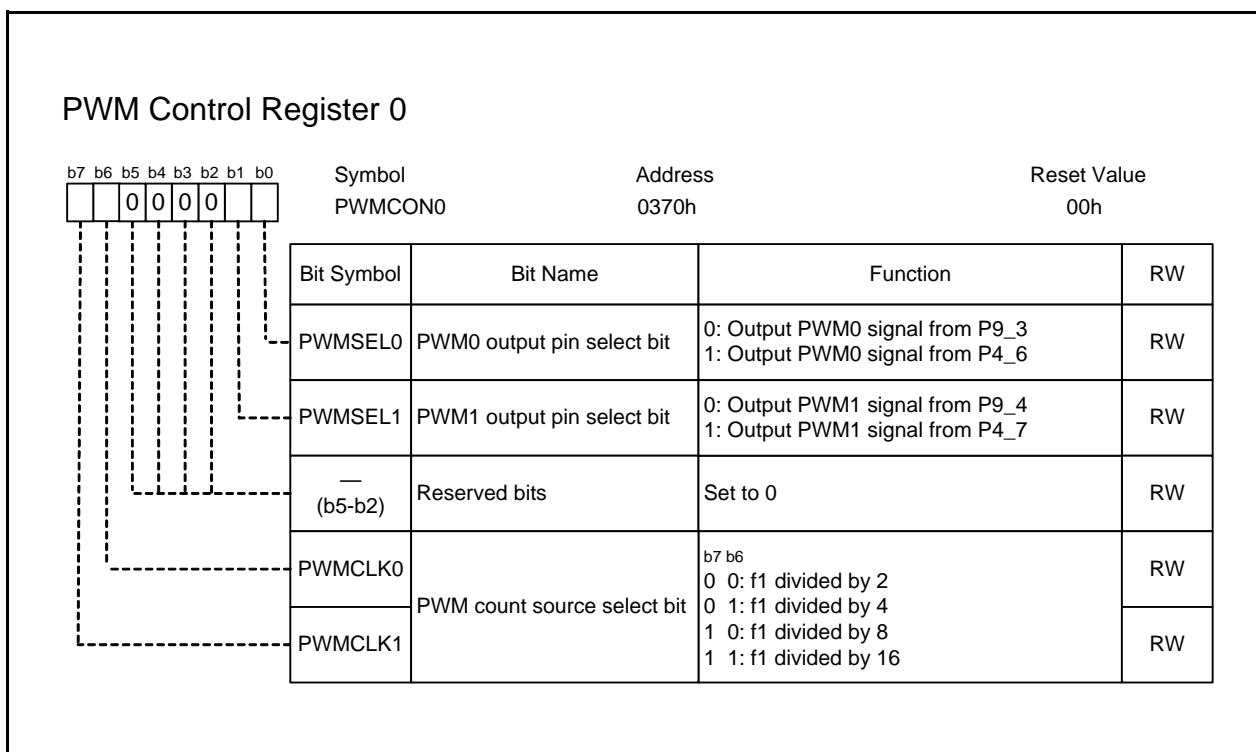 PWM Control Register 0
b7 b6 b5 b4 b3 b2 b1 b0
0 0 0 0
Symbol Address Reset Value
PWMCON0 0370h 00h
Bit Symbol Bit Name Function RW
PWMSEL0 PWM0 output pin select bit 0: Output PWM0 signal from P9_3
1: Output PWM0 signal from P4_6 RW
PWMSEL1 PWM1 output pin select bit 0: Output PWM1 signal from P9_4
1: Output PWM1 signal from P4_7 RW
—
(b5-b2) Reserved bits Set to 0 RW
PWMCLK0 PWM count source select bit b7 b6
0 0: f1 divided by 2 RW
0 1: f1 divided by 4
PWMCLK1 1 0: f1 divided by 8 RW
1 1: f1 divided by 16